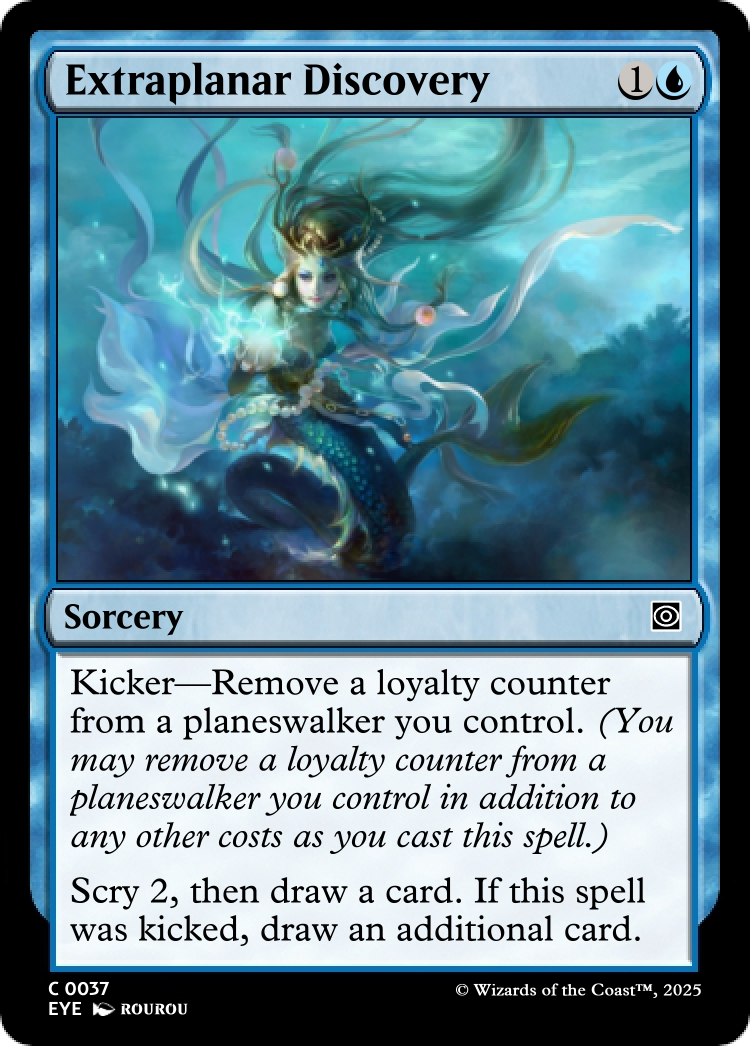 Extraplanar Discovery 1
Sorcery
Kicker—Remove a loyalty counter
from a planeswalker you control. (You
may remove a loyalty counter from a
planeswalker you control in addition to
any other costs as you cast this spell.)
Scry 2, then draw a card. If this spell
was kicked, draw an additional card.
C 0037
EYE ROUROU
© Wizards of the Coast™, 2025